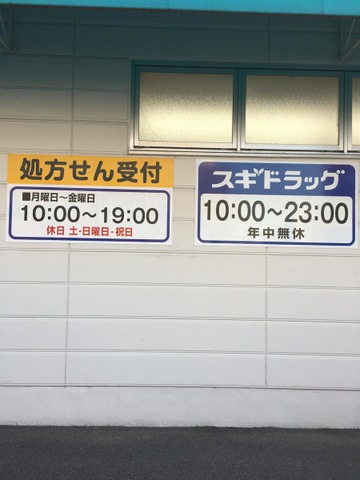 処方せん受付
■月曜日～金曜日
10:00～19:00
休日 土・日曜日・祝日
スギドラッグ
10:00～23:00
年中無休